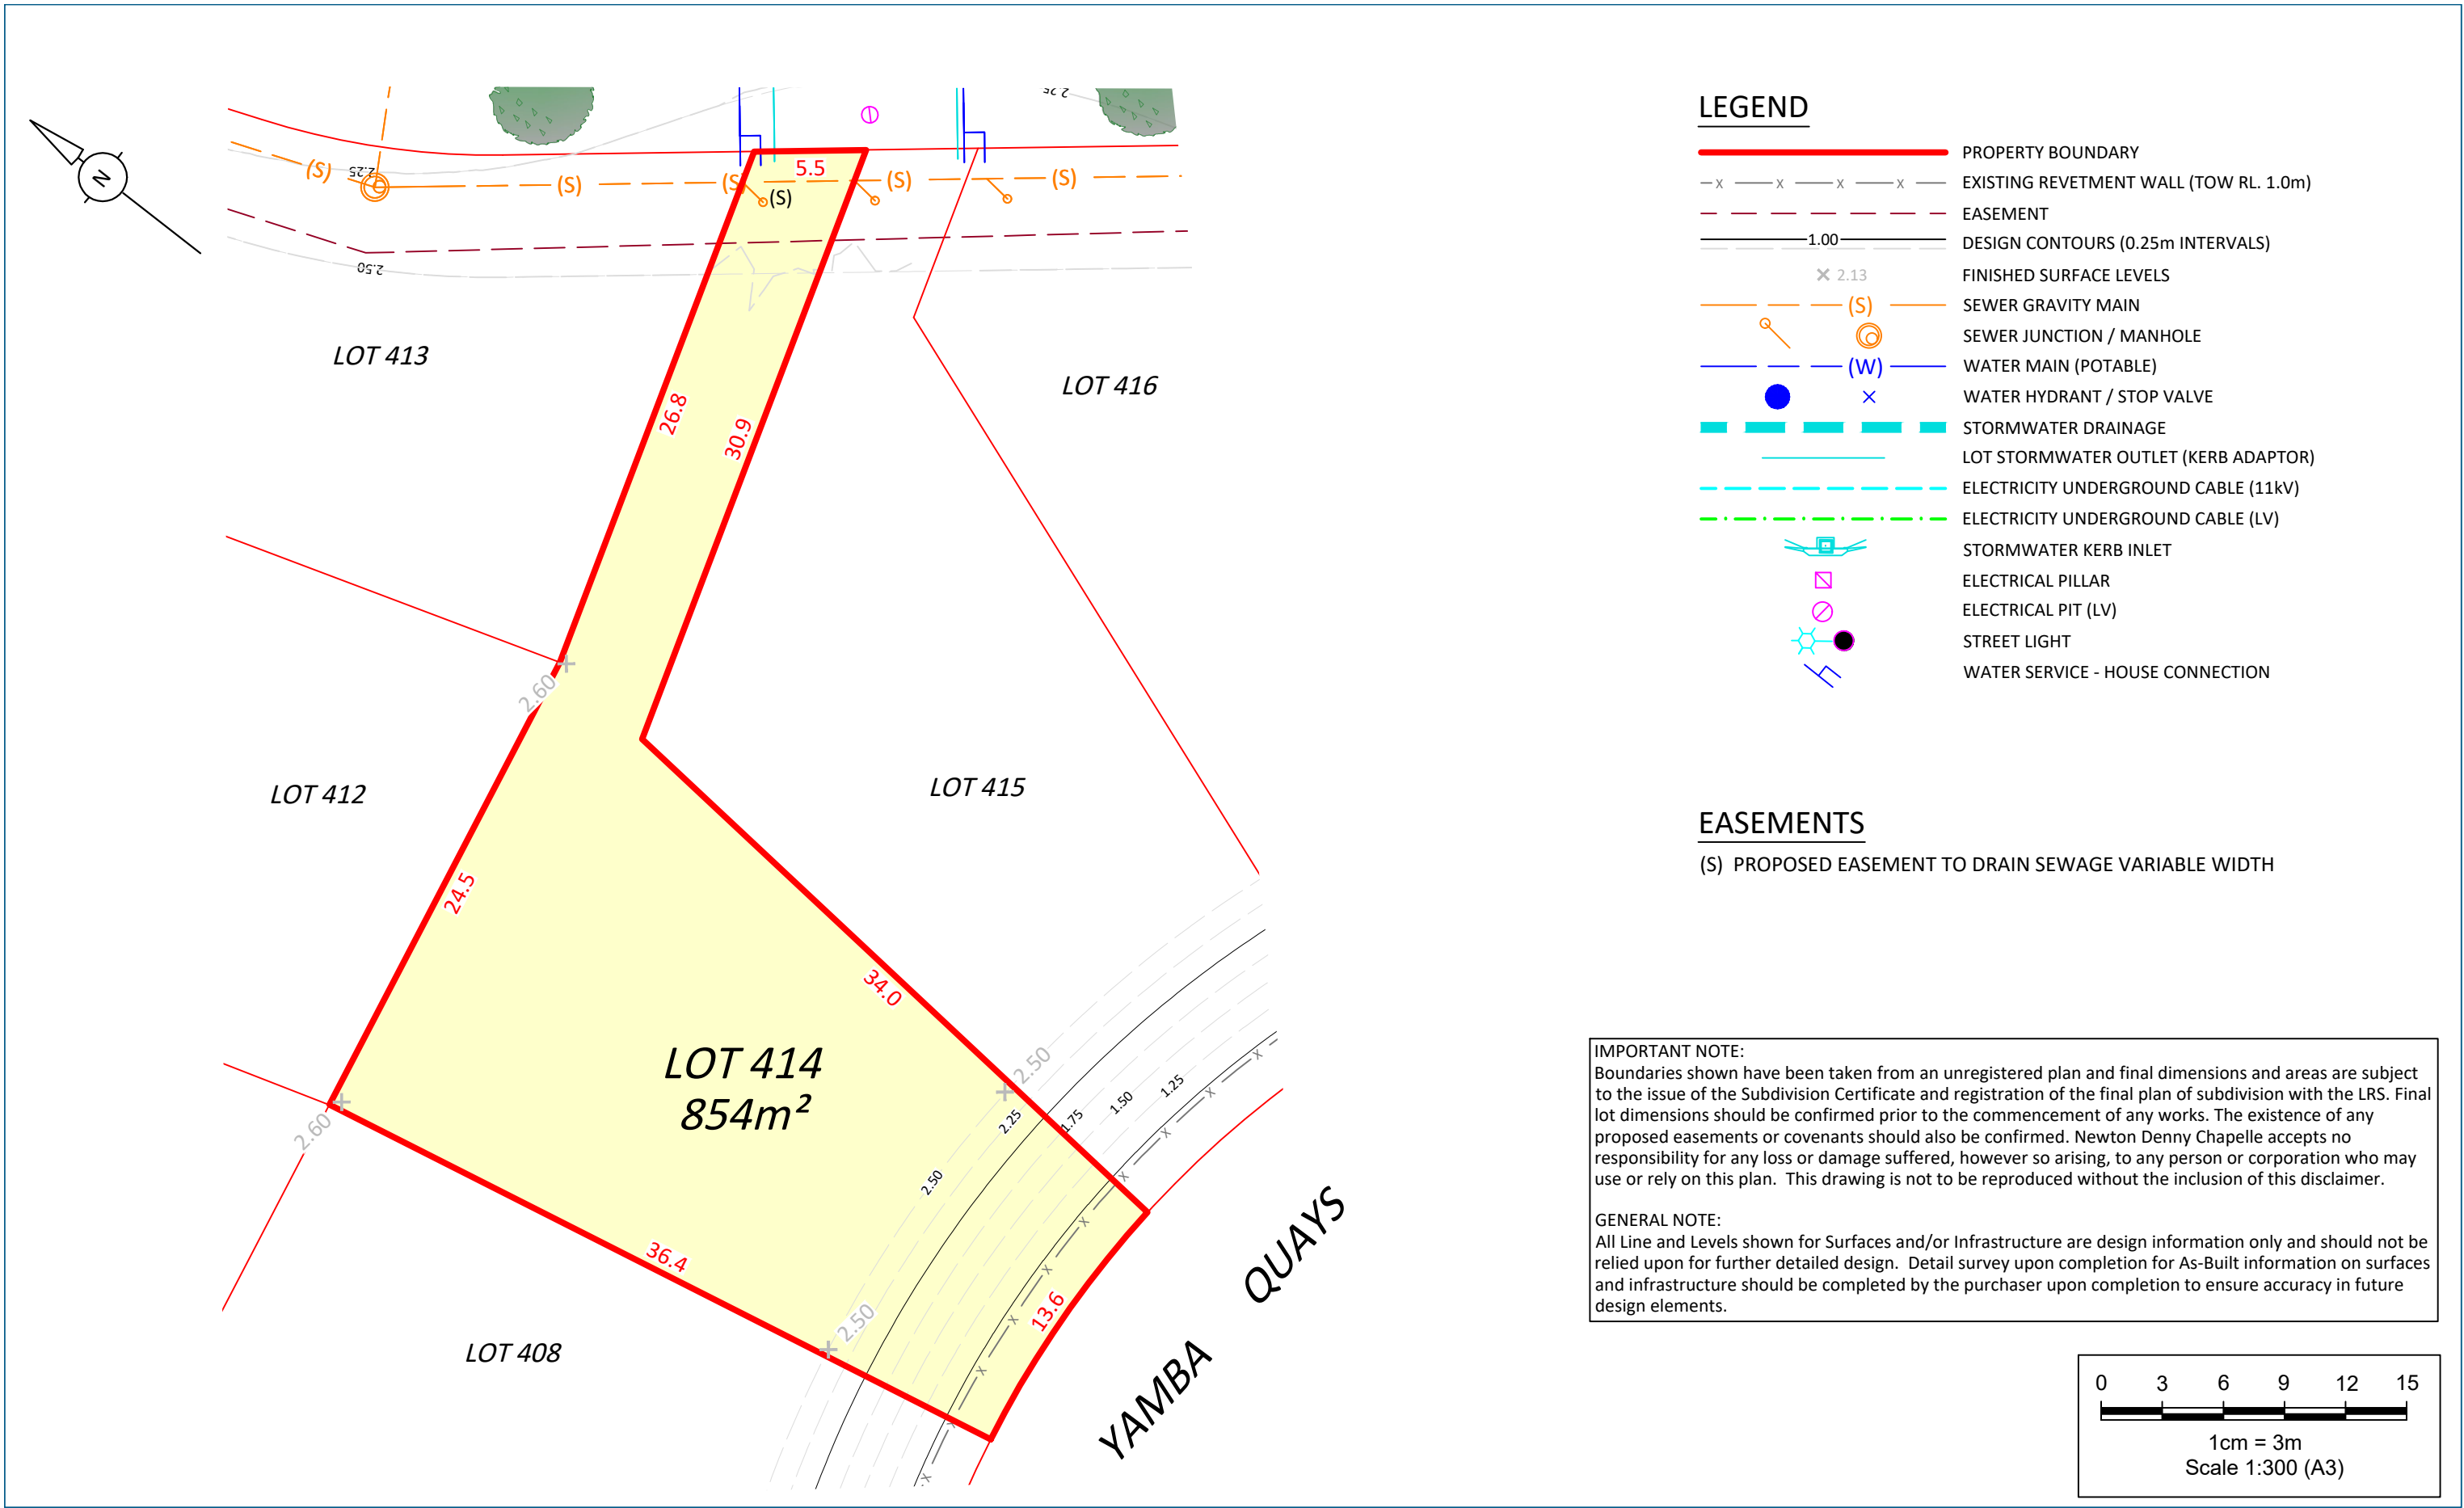 N
2.25
(S)
2.25
2.50
(S)
(S)
5.5
(S)
(S)
(S)
LOT 413
LOT 416
26.8
30.9
2.60
LOT 412
LOT 415
24.5
34.0
LOT 414
854m²
2.60
2.50
2.25
1.75
1.50
1.25
2.50
36.4
2.50
13.6
LOT 408
YAMBA QUAYS
LEGEND
PROPERTY BOUNDARY
x x x x EXISTING REVETMENT WALL (TOW RL. 1.0m)
EASEMENT
1.00 DESIGN CONTOURS (0.25m INTERVALS)
2.13 FINISHED SURFACE LEVELS
(S) SEWER GRAVITY MAIN
SEWER JUNCTION / MANHOLE
(W) WATER MAIN (POTABLE)
WATER HYDRANT / STOP VALVE
STORMWATER DRAINAGE
LOT STORMWATER OUTLET (KERB ADAPTOR)
ELECTRICITY UNDERGROUND CABLE (11kV)
ELECTRICITY UNDERGROUND CABLE (LV)
STORMWATER KERB INLET
ELECTRICAL PILLAR
ELECTRICAL PIT (LV)
STREET LIGHT
WATER SERVICE - HOUSE CONNECTION
EASEMENTS
(S) PROPOSED EASEMENT TO DRAIN SEWAGE VARIABLE WIDTH
IMPORTANT NOTE:
Boundaries shown have been taken from an unregistered plan and final dimensions and areas are subject
to the issue of the Subdivision Certificate and registration of the final plan of subdivision with the LRS. Final
lot dimensions should be confirmed prior to the commencement of any works. The existence of any
proposed easements or covenants should also be confirmed. Newton Denny Chapelle accepts no
responsibility for any loss or damage suffered, however so arising, to any person or corporation who may
use or rely on this plan. This drawing is not to be reproduced without the inclusion of this disclaimer.
GENERAL NOTE:
All Line and Levels shown for Surfaces and/or Infrastructure are design information only and should not be
relied upon for further detailed design. Detail survey upon completion for As-Built information on surfaces
and infrastructure should be completed by the purchaser upon completion to ensure accuracy in future
design elements.
0 3 6 9 12 15
1cm = 3m
Scale 1:300 (A3)